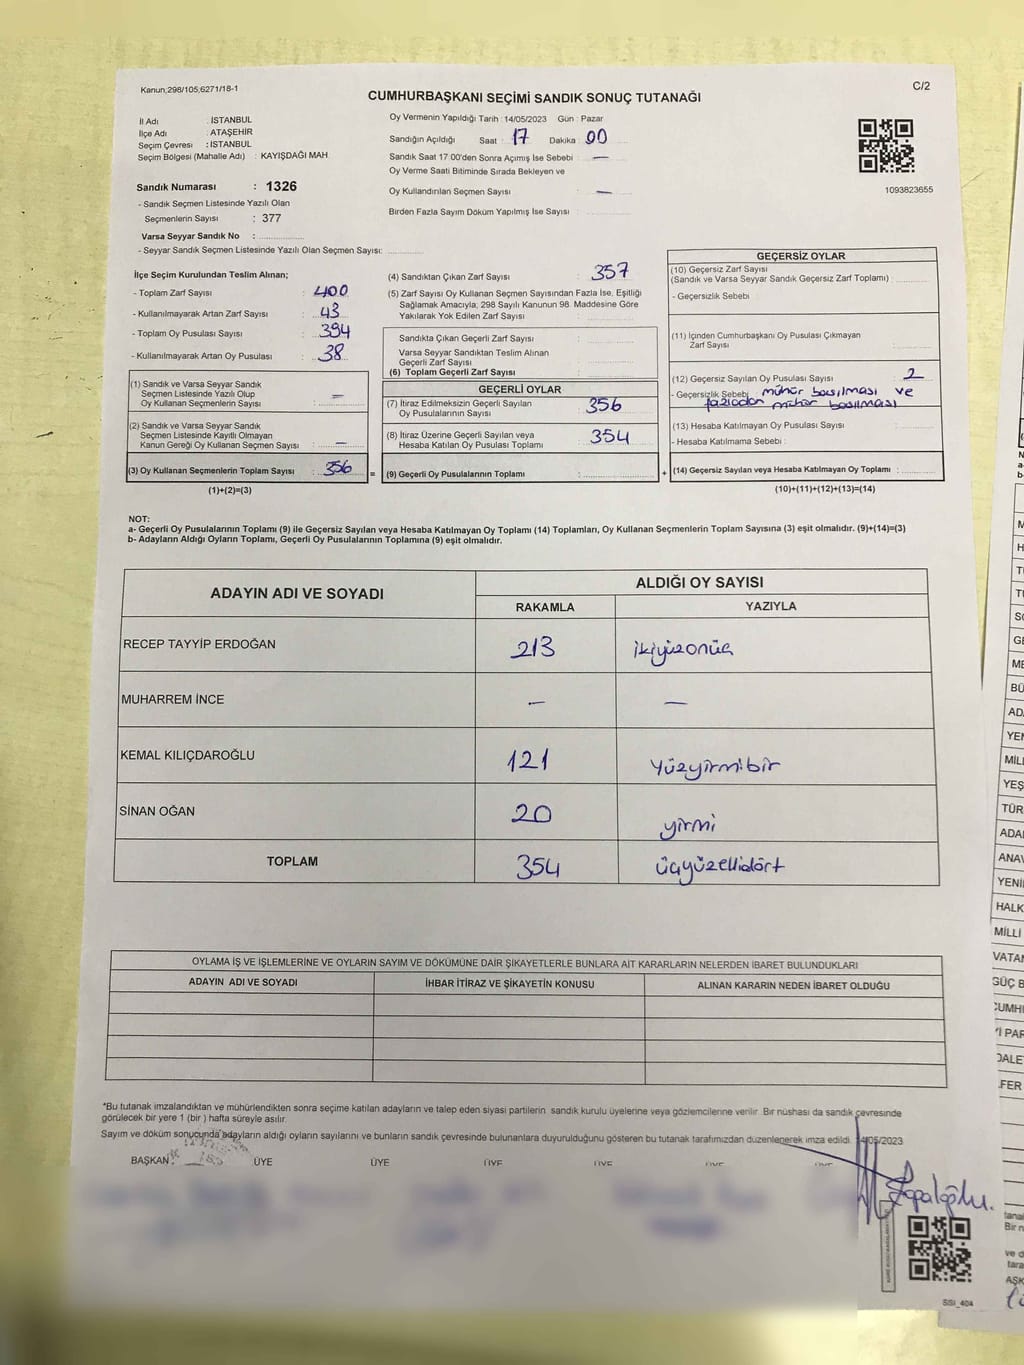 Kanun;298/105;6271/18-1
C/2
CUMHURBAŞKANI SEÇİMİ SANDIK SONUÇ TUTANAĞI
İl Adı : İSTANBUL
İlçe Adı : ATAŞEHİR
Seçim Çevresi : İSTANBUL
Seçim Bölgesi (Mahalle Adı) : KAYIŞDAĞI MAH
Sandık Numarası : 1326
- Sandık Seçmen Listesinde Yazılı Olan
Seçmenlerin Sayısı : 377
Varsa Seyyar Sandık No :
- Seyyar Sandık Seçmen Listesinde Yazılı Olan Seçmen Sayısı:
Oy Vermenin Yapıldığı Tarih : 14/05/2023 Gün : Pazar
Sandığın Açıldığı Saat : 17 Dakika : 00
Sandık Saat 17 00'den Sonra Açımış İse Sebebi : —
Oy Verme Saati Bitiminde Sırada Bekleyen ve
Oy Kullandırılan Seçmen Sayısı : —
Birden Fazla Sayım Döküm Yapılmış İse Sayısı :
1093823655
İlçe Seçim Kurulundan Teslim Alınan;
- Toplam Zarf Sayısı : 400
- Kullanılmayarak Artan Zarf Sayısı : 43
- Toplam Oy Pusulası Sayısı : 394
- Kullanılmayarak Artan Oy Pusulası : 38
(1) Sandık ve Varsa Seyyar Sandık
Seçmen Listesinde Yazılı Olup
Oy Kullanan Seçmenlerin Sayısı : —
(2) Sandık ve Varsa Seyyar Sandık
Seçmen Listesinde Kayıtlı Olmayan
Kanun Gereği Oy Kullanan Seçmen Sayısı : —
(3) Oy Kullanan Seçmenlerin Toplam Sayısı : 356
(1)+(2)=(3)
(4) Sandıktan Çıkan Zarf Sayısı : 357
(5) Zarf Sayısı Oy Kullanan Seçmen Sayısından Fazla İse, Eşitliği
Sağlamak Amacıyla, 298 Sayılı Kanunun 98. Maddesine Göre
Yakılarak Yok Edilen Zarf Sayısı :
Sandıkta Çıkan Geçerli Zarf Sayısı :
Varsa Seyyar Sandıktan Teslim Alınan
Geçerli Zarf Sayısı :
(6) Toplam Geçerli Zarf Sayısı :
GEÇERLİ OYLAR
(7) İtiraz Edilmeksizin Geçerli Sayılan
Oy Pusulalarının Sayısı : 356
(8) İtiraz Üzerine Geçerli Sayılan veya
Hesaba Katılan Oy Pusulası Toplamı : 354
= (9) Geçerli Oy Pusulalarının Toplamı :
GEÇERSİZ OYLAR
(10) Geçersiz Zarf Sayısı
(Sandık ve Varsa Seyyar Sandık Geçersiz Zarf Toplamı) :
- Geçersizlik Sebebi :
(11) İçinden Cumhurbaşkanı Oy Pusulası Çıkmayan
Zarf Sayısı :
(12) Geçersiz Sayılan Oy Pusulası Sayısı : 2
- Geçersizlik Sebebi : mühür basılması ve
fazladan mühür basılması
(13) Hesaba Katılmayan Oy Pusulası Sayısı :
- Hesaba Katılmama Sebebi :
+ (14) Geçersiz Sayılan veya Hesaba Katılmayan Oy Toplamı :
(10)+(11)+(12)+(13)=(14)
NOT:
a- Geçerli Oy Pusulalarının Toplamı (9) ile Geçersiz Sayılan veya Hesaba Katılmayan Oy Toplamı (14) Toplamları, Oy Kullanan Seçmenlerin Toplam Sayısına (3) eşit olmalıdır. (9)+(14)=(3)
b- Adayların Aldığı Oyların Toplamı, Geçerli Oy Pusulalarının Toplamına (9) eşit olmalıdır.
ADAYIN ADI VE SOYADI ALDIĞI OY SAYISI
RAKAMLA YAZIYLA
RECEP TAYYİP ERDOĞAN 213 ikiyüzonüç
MUHARREM İNCE — —
KEMAL KILIÇDAROĞLU 121 Yüzyirmibir
SİNAN OĞAN 20 yirmi
TOPLAM 354 üçyüzellidört
OYLAMA İŞ VE İŞLEMLERİNE VE OYLARIN SAYIM VE DÖKÜMÜNE DAİR ŞİKAYETLERLE BUNLARA AİT KARARLARIN NELERDEN İBARET BULUNDUKLARI
ADAYIN ADI VE SOYADI İHBAR İTİRAZ VE ŞİKAYETİN KONUSU ALINAN KARARIN NEDEN İBARET OLDUĞU
*Bu tutanak imzalandıktan ve mühürlendikten sonra seçime katılan adayların ve talep eden siyasi partilerin sandık kurulu üyelerine veya gözlemcilerine verilir. Bir nüshası da sandık çevresinde
görülecek bir yere 1 (bir ) hafta süreyle asılır.
Sayım ve döküm sonucunda adayların aldığı oyların sayılarını ve bunların sandık çevresinde bulunanlara duyurulduğunu gösteren bu tutanak tarafımızdan düzenlenerek imza edildi. 14/05/2023
BAŞKAN ÜYE ÜYE ÜYE ÜYE ÜYE ÜYE
SSI_404